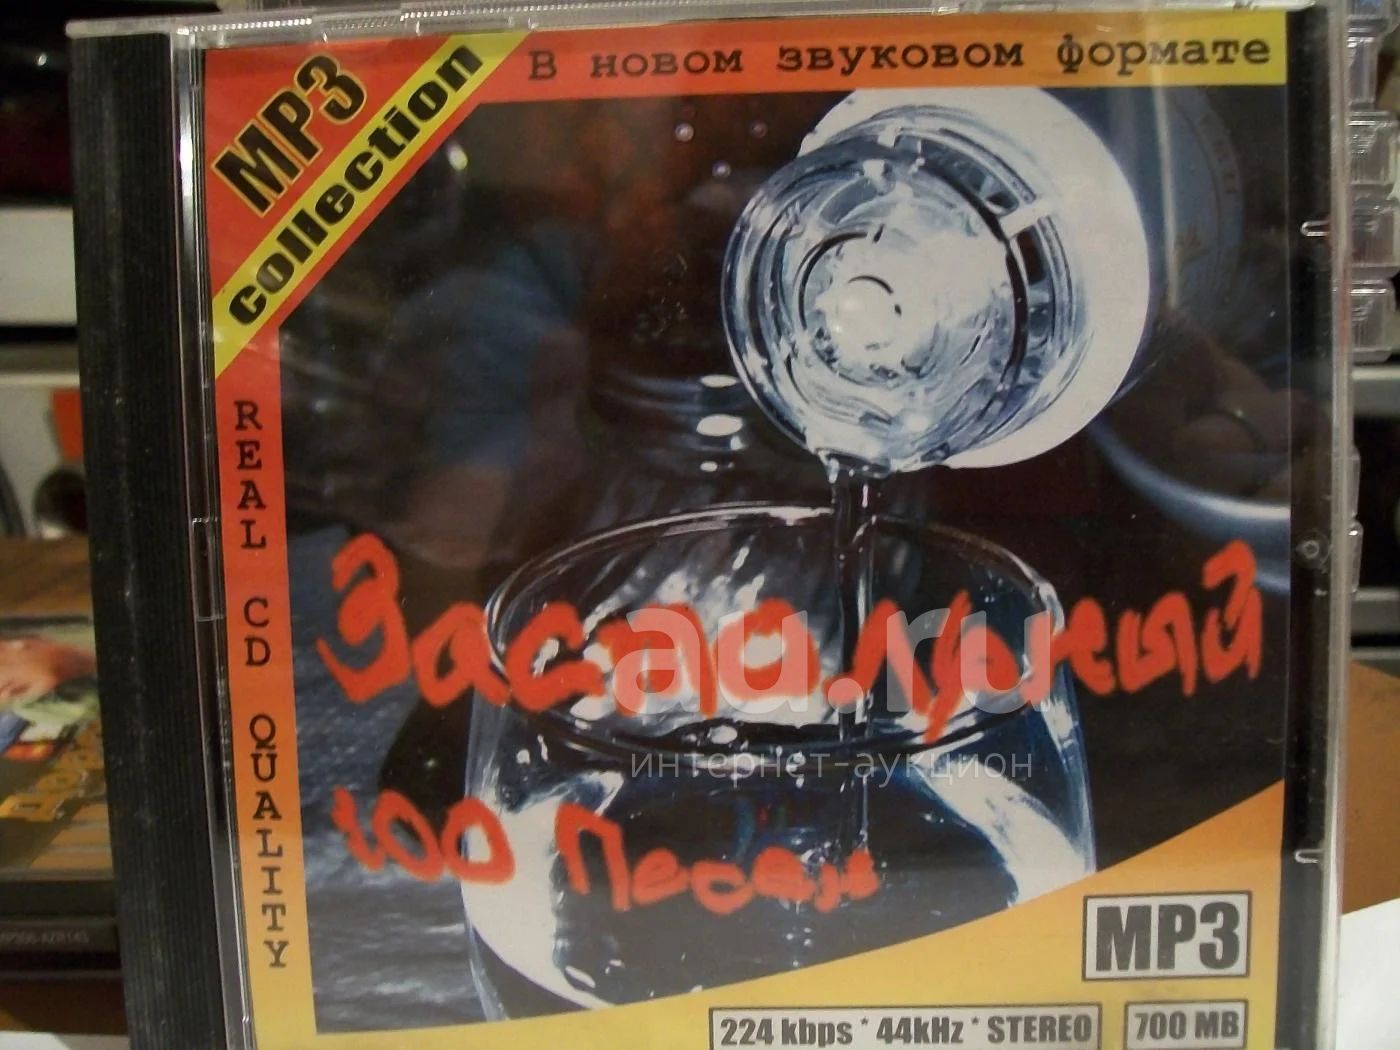 MP3
collection
В новом звуковом формате
REAL CD QUALITY
Застольный
100 Песен
au.ru
интернет-аукцион
MP3
224 kbps * 44kHz * STEREO
700 MB